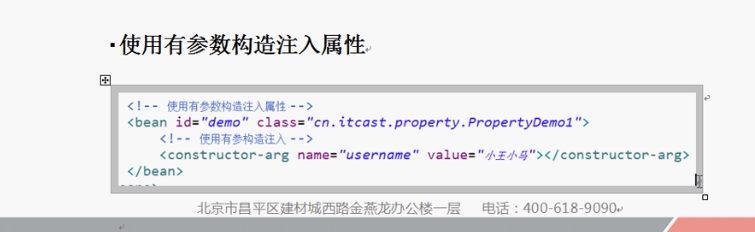 使用有参数构造注入属性
<!-- 使用有参数构造注入属性 -->
<bean id="demo" class="cn.itcast.property.PropertyDemo1">
<!-- 使用有参构造注入 -->
<constructor-arg name="username" value="小王小马"></constructor-arg>
</bean>
北京市昌平区建材城西路金燕龙办公楼一层 电话：400-618-9090